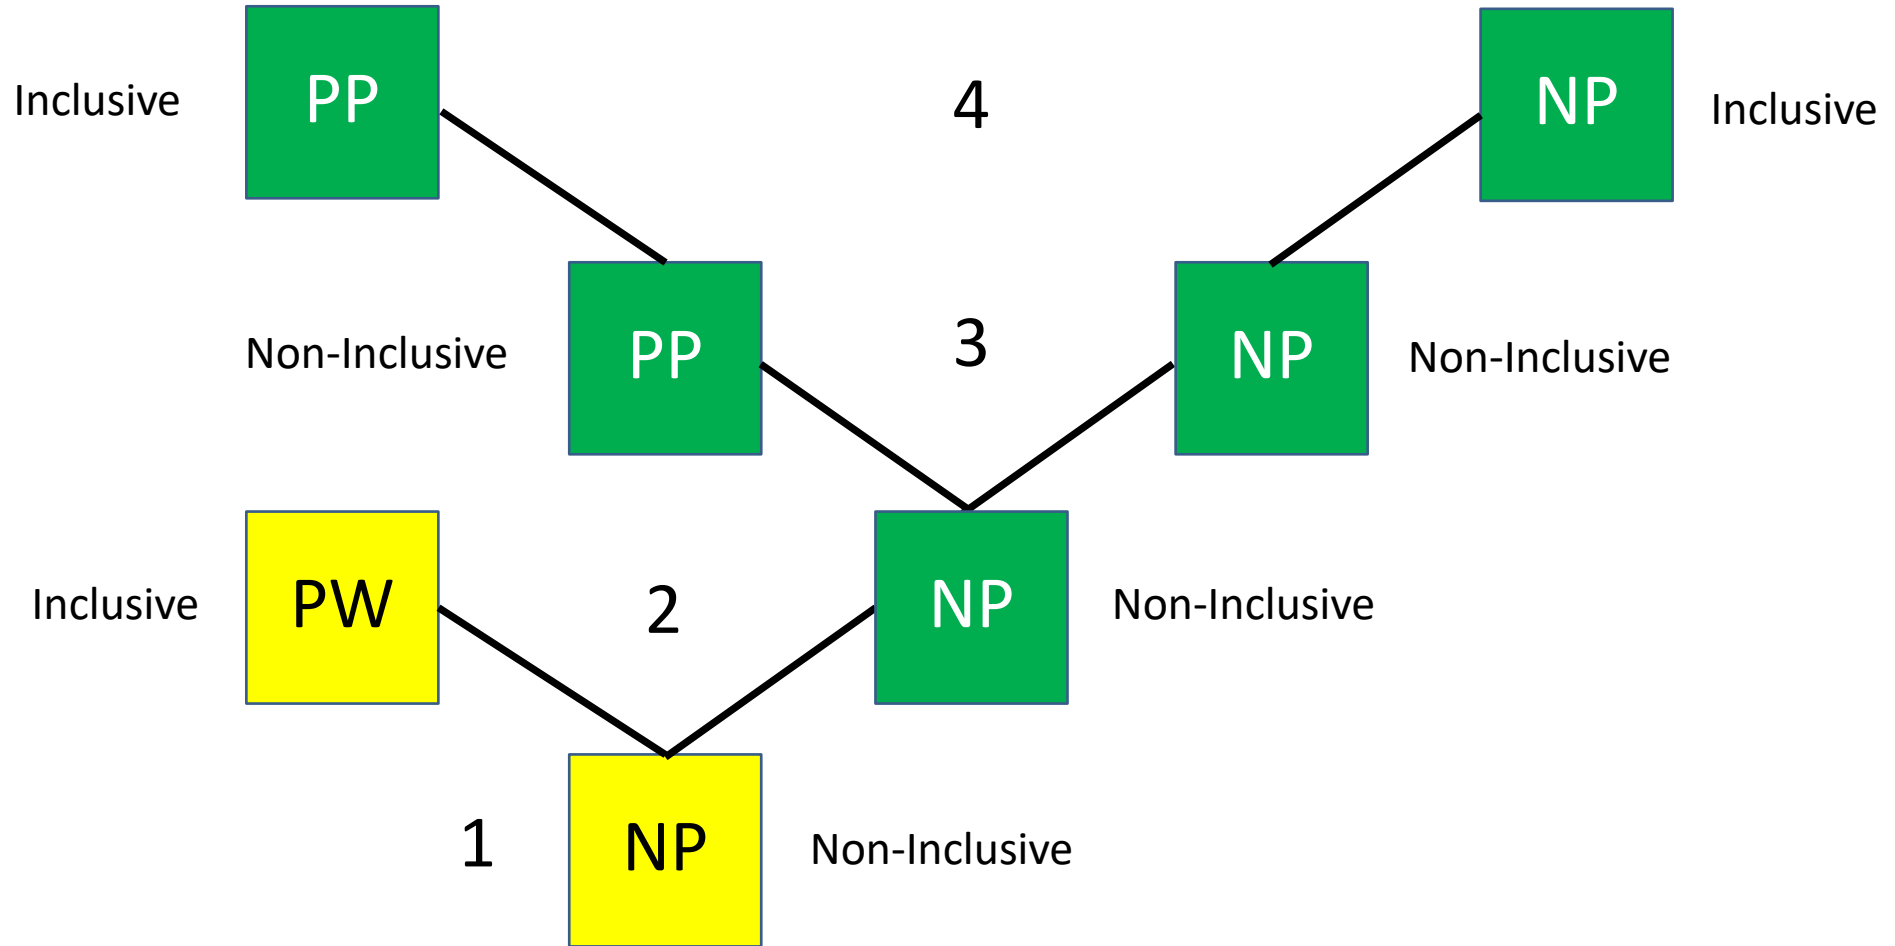 Inclusive PP 4 NP Inclusive
Non-Inclusive PP 3 NP Non-Inclusive
Inclusive PW 2 NP Non-Inclusive
1 NP Non-Inclusive